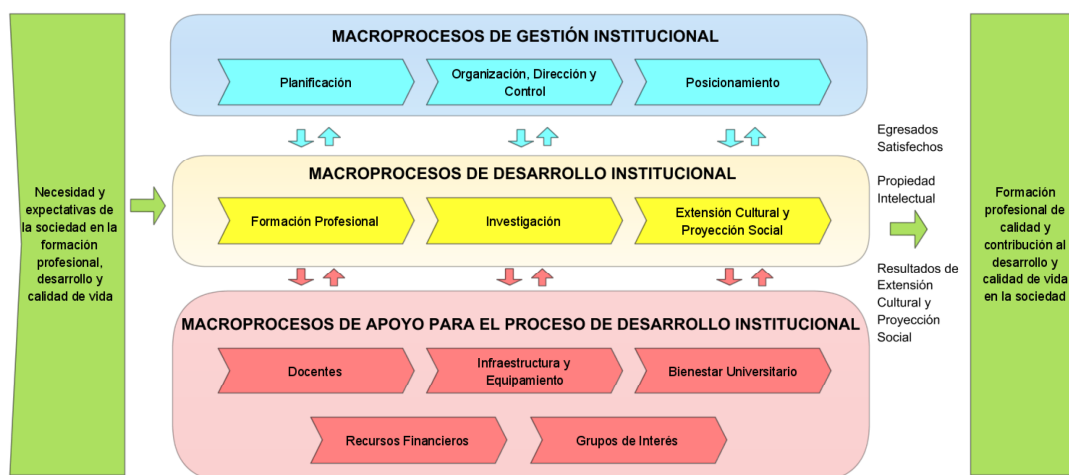 Necesidad y
expectativas de
la sociedad en la
formación
profesional,
desarrollo y
calidad de vida
MACROPROCESOS DE GESTIÓN INSTITUCIONAL
Planificación
Organización, Dirección y
Control
Posicionamiento
MACROPROCESOS DE DESARROLLO INSTITUCIONAL
Formación Profesional
Investigación
Extensión Cultural y
Proyección Social
MACROPROCESOS DE APOYO PARA EL PROCESO DE DESARROLLO INSTITUCIONAL
Docentes
Infraestructura y
Equipamiento
Bienestar Universitario
Recursos Financieros
Grupos de Interés
Egresados
Satisfechos
Propiedad
Intelectual
Resultados de
Extensión
Cultural y
Proyección
Social
Formación
profesional de
calidad y
contribución al
desarrollo y
calidad de vida
en la sociedad